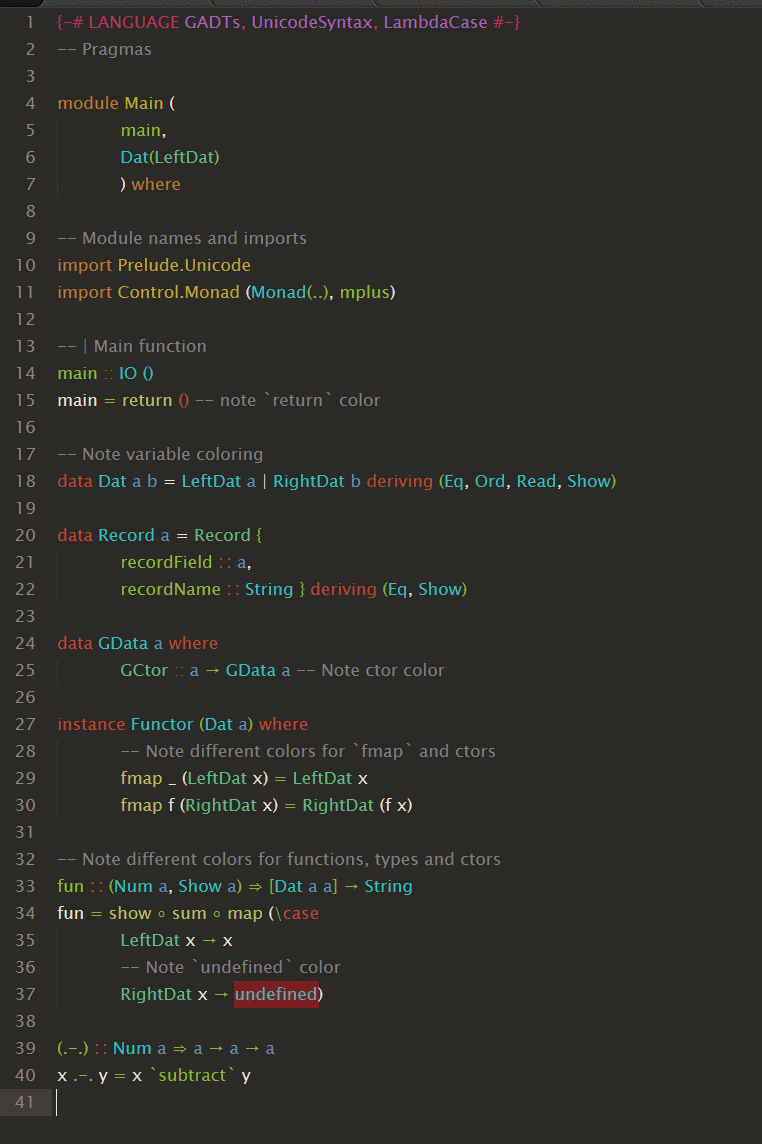 1 {-# LANGUAGE GADTs, UnicodeSyntax, LambdaCase #-}
2 -- Pragmas
3
4 module Main (
5 main,
6 Dat(LeftDat)
7 ) where
8
9 -- Module names and imports
10 import Prelude.Unicode
11 import Control.Monad (Monad(..), mplus)
12
13 -- | Main function
14 main :: IO ()
15 main = return () -- note `return` color
16
17 -- Note variable coloring
18 data Dat a b = LeftDat a | RightDat b deriving (Eq, Ord, Read, Show)
19
20 data Record a = Record {
21 recordField :: a,
22 recordName :: String } deriving (Eq, Show)
23
24 data GData a where
25 GCtor :: a → GData a -- Note ctor color
26
27 instance Functor (Dat a) where
28 -- Note different colors for `fmap` and ctors
29 fmap _ (LeftDat x) = LeftDat x
30 fmap f (RightDat x) = RightDat (f x)
31
32 -- Note different colors for functions, types and ctors
33 fun :: (Num a, Show a) ⇒ [Dat a a] → String
34 fun = show ∘ sum ∘ map (\case
35 LeftDat x → x
36 -- Note `undefined` color
37 RightDat x → undefined)
38
39 (.-.) :: Num a ⇒ a → a → a
40 x .-. y = x `subtract` y
41